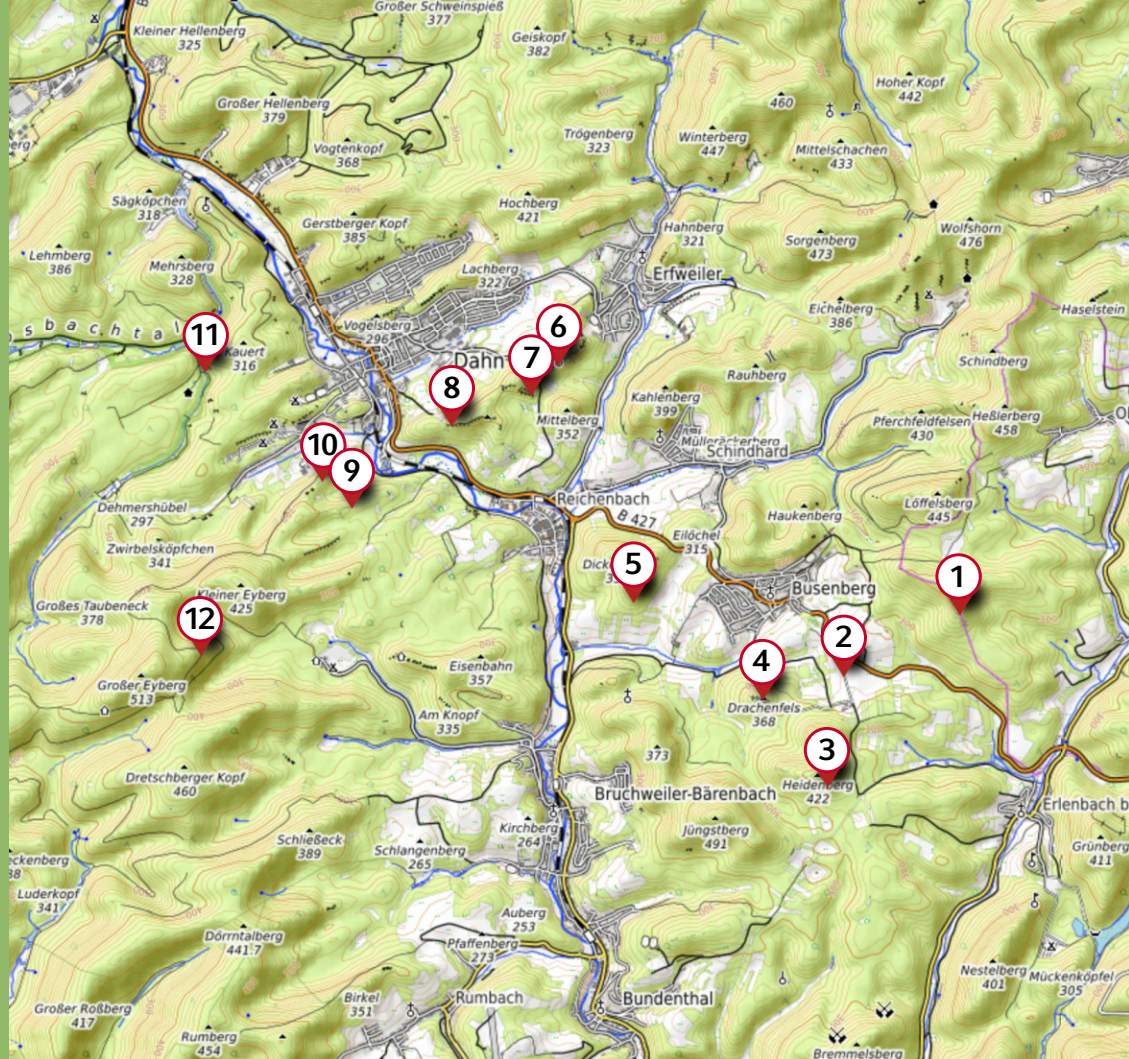 Großer Schweinspieß
377
Kleiner Hellenberg
325
Geiskopf
382
Hoher Kopf
442
Großer Hellenberg
379
460
Trögenberg
323
Winterberg
447
Vogtenkopf
368
Mittelschachen
433
Sägköpchen
318
Hochberg
421
Gerstberger Kopf
385
Hahnberg
321
Wolfshorn
476
Sorgenberg
473
Lehmberg
386
Mehrsberg
328
Lachberg
322
Erfweiler
Eichelberg
386
Haselstein
Vogelsberg
296
osbachtal
11
Kauert
316
6
Dahn
7
Schindberg
Rauhberg
8
Kahlenberg
399
Mittelberg
352
Pferchfeldfelsen
430
Heßlerberg
458
10
Mülleräckerberg
Schindhard
9
Reichenbach
Dehmershübel
297
Löffelsberg
445
B 427
Haukenberg
Eilöchel
315
Zwirbelsköpfchen
341
5
1
Kleiner Eyberg
425
Busenberg
Großes Taubeneck
378
12
2
4
Eisenbahn
357
Großer Eyberg
513
Drachenfels
368
Am Knopf
335
3
373
Dretschberger Kopf
460
Heidenberg
422
Bruchweiler-Bärenbach
Erlenbach b
Kirchberg
264
Jüngstberg
491
Schließeck
389
Schlangenberg
265
Grünberg
411
Luderkopf
341
Auberg
253
Dörrntalberg
441.7
Pfaffenberg
273
Nestelberg
401
Mückenköpfel
305
Birkel
351
Rumbach
Bundenthal
Großer Roßberg
417
Rumberg
454
Bremmelsberg